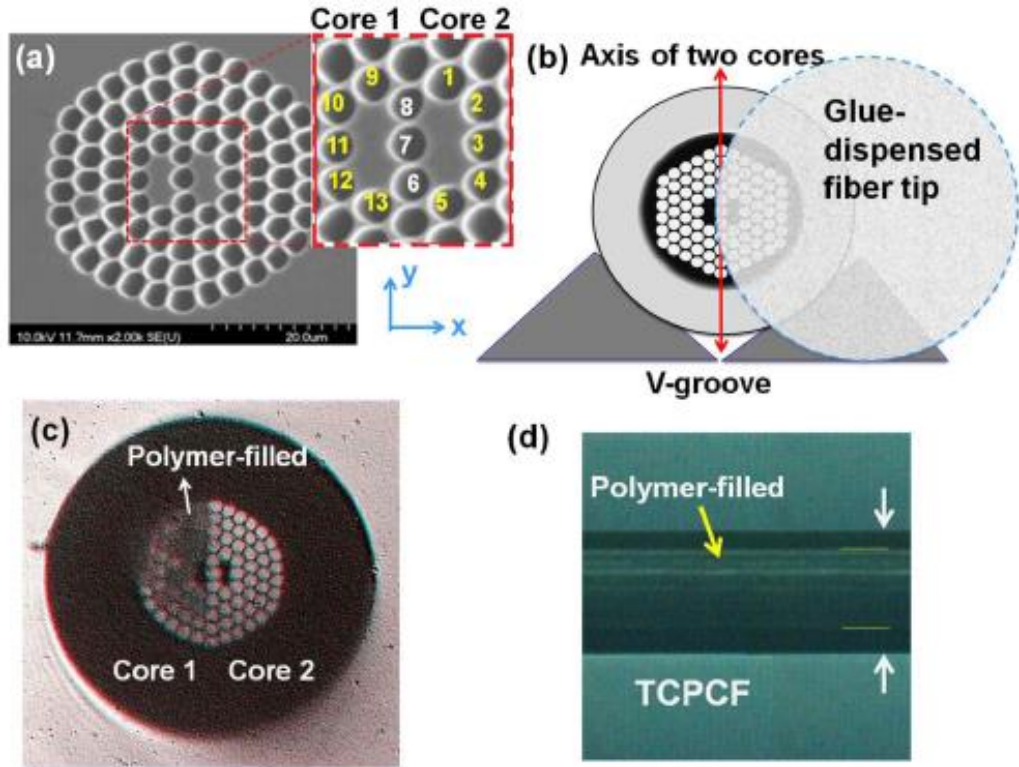 Core 1 Core 2
(a)
9
1
10
8
2
11
7
3
12
6
4
13
5
y
x
10.0kV 11.7mm x2.00k SE(U)
20.0um
(b)
Axis of two cores
Glue-
dispensed
fiber tip
V-groove
(c)
Polymer-filled
Core 1 Core 2
(d)
Polymer-filled
TCPCF